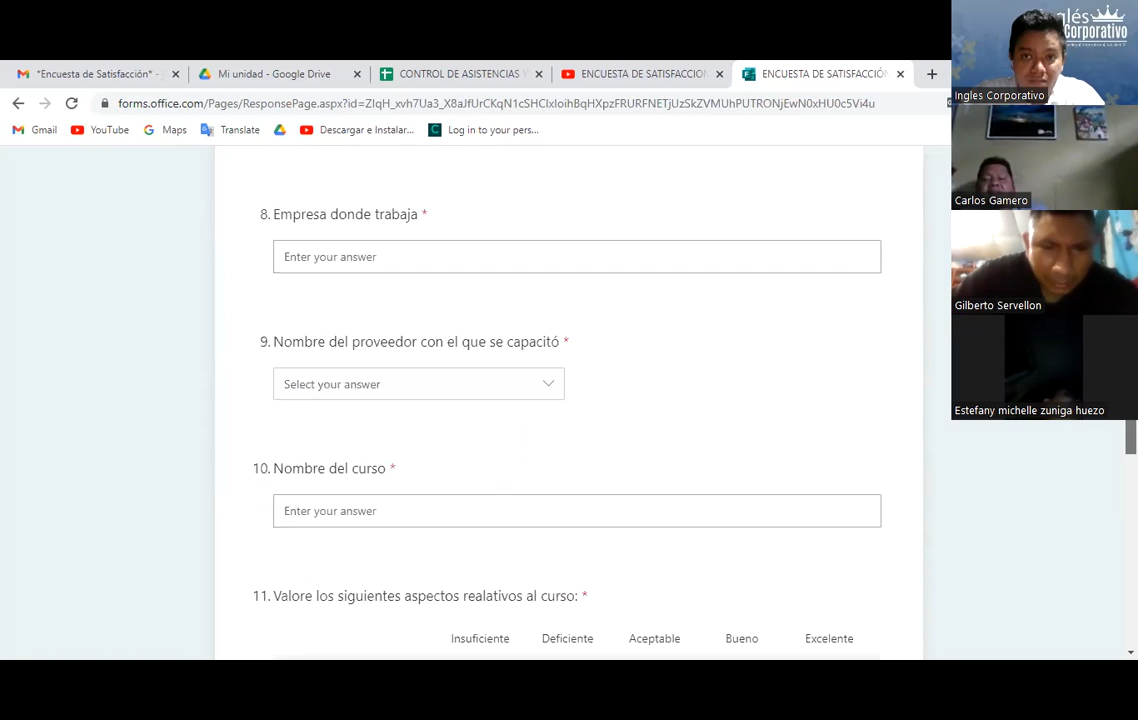 *Encuesta de Satisfacción* -
Mi unidad - Google Drive
CONTROL DE ASISTENCIAS Y
ENCUESTA DE SATISFACCION
ENCUESTA DE SATISFACCIÓN
forms.office.com/Pages/ResponsePage.aspx?id=ZIqH_xvh7Ua3_X8aJfUrCKqN1cSHClxIoihBqHXpzFRURFNETjUzSkZVMUhPUTRONjEwN0xHU0c5Vi4u
Gmail
YouTube
Maps
Translate
Descargar e Instalar...
Log in to your pers...
8. Empresa donde trabaja *
Enter your answer
9. Nombre del proveedor con el que se capacitó *
Select your answer
10. Nombre del curso *
Enter your answer
11. Valore los siguientes aspectos realativos al curso: *
Insuficiente Deficiente Aceptable Bueno Excelente
Inglés
Corporativo
Ingles Corporativo
Carlos Gamero
Gilberto Servellon
Estefany michelle zuniga huezo